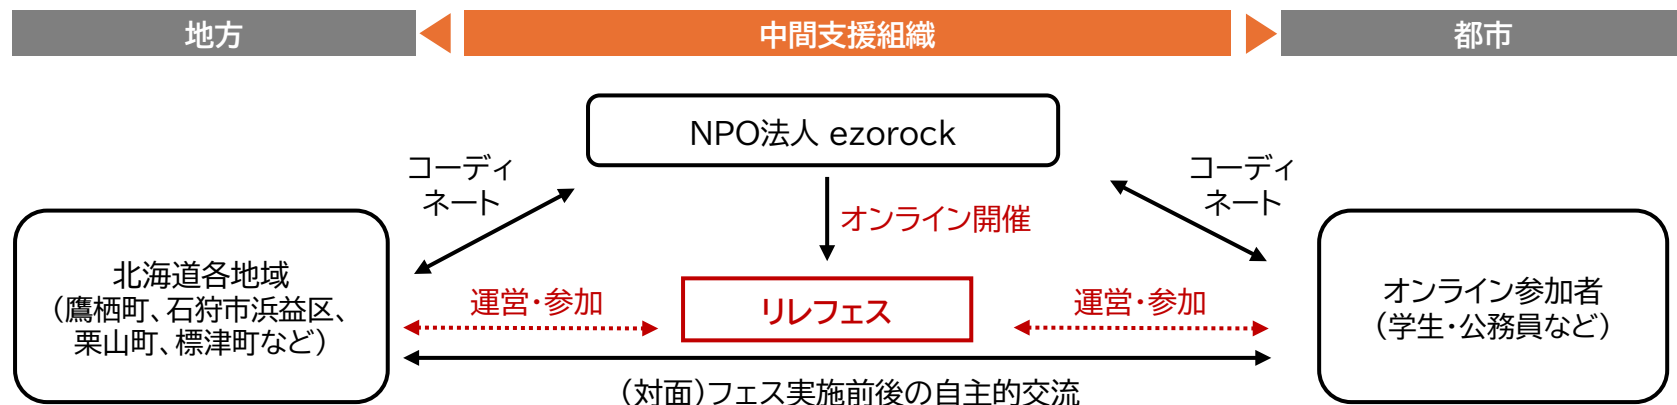 地方
中間支援組織
都市
NPO法人 ezorock
コーディ
ネート
コーディ
ネート
オンライン開催
北海道各地域
（鷹栖町、石狩市浜益区、
栗山町、標津町など）
運営・参加
リレフェス
運営・参加
オンライン参加者
（学生・公務員など）
（対面）フェス実施前後の自主的交流